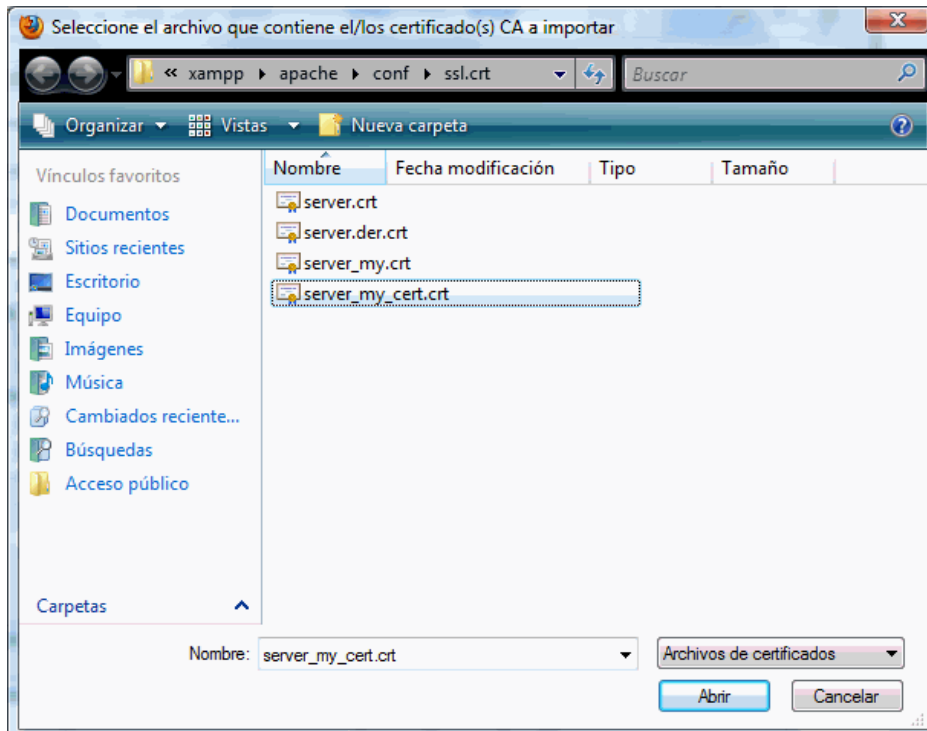 Seleccione el archivo que contiene el/los certificado(s) CA a importar
« xampp ▸ apache ▸ conf ▸ ssl.crt
Buscar
Organizar Vistas Nueva carpeta
Vínculos favoritos
Documentos
Sitios recientes
Escritorio
Equipo
Imágenes
Música
Cambiados reciente...
Búsquedas
Acceso público
Carpetas
Nombre Fecha modificación Tipo Tamaño
server.crt
server.der.crt
server_my.crt
server_my_cert.crt
Nombre: server_my_cert.crt Archivos de certificados
Abrir Cancelar